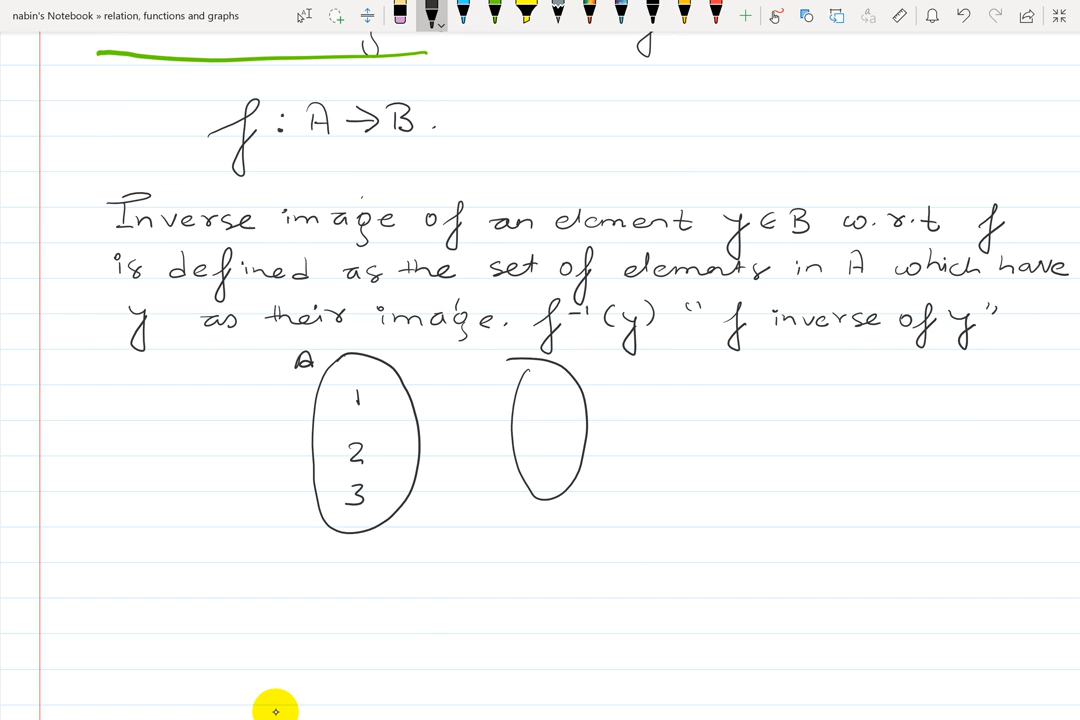 nabin's Notebook » relation, functions and graphs
f : A → B.
Inverse image of an element y ∈ B w.r.t f
is defined as the set of elements in A which have
y as their image. f⁻¹(y) "f inverse of y"
A
1
2
3